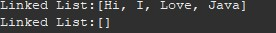 Linked List:[Hi, I, Love, Java]
Linked List:[]